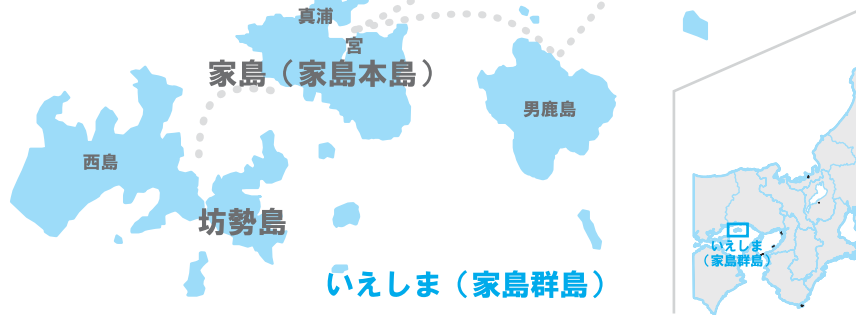 真浦
宮
家島（家島本島）
男鹿島
西島
坊勢島
いえしま（家島群島）
いえしま
（家島群島）